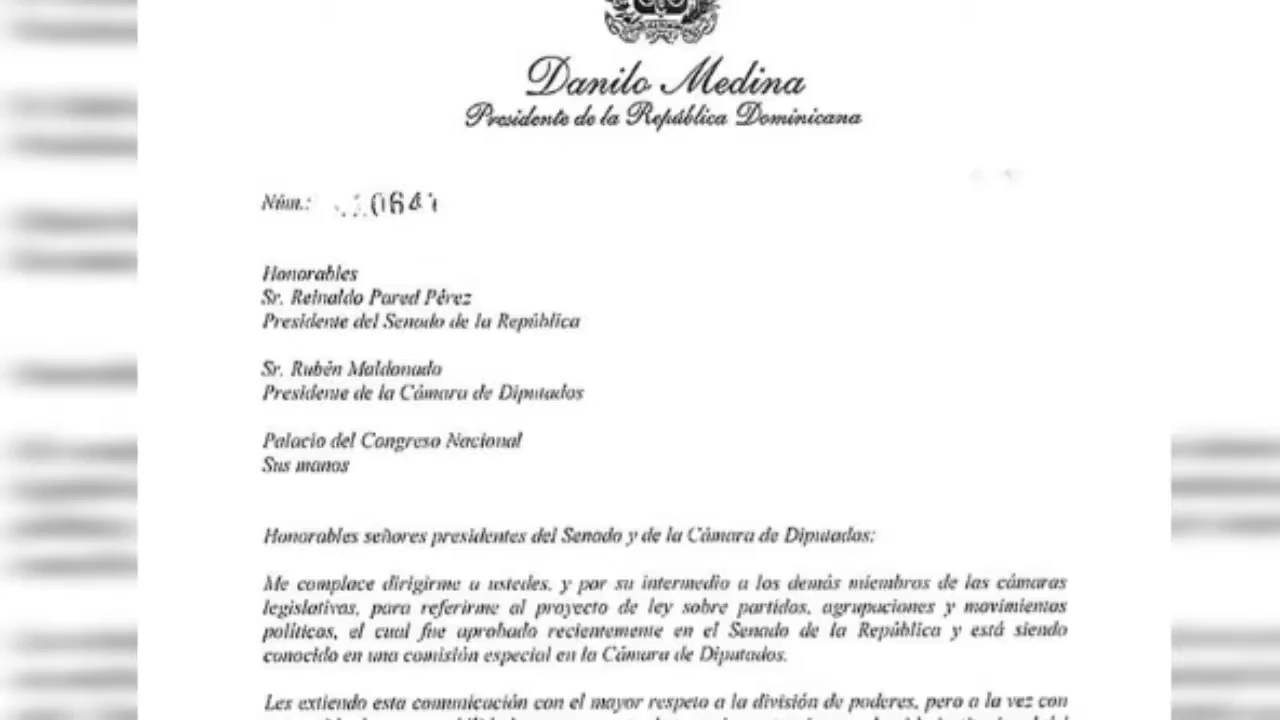 Danilo Medina
Presidente de la República Dominicana
Núm.:
Honorables
Sr. Reinaldo Pared Pérez
Presidente del Senado de la República
Sr. Rubén Maldonado
Presidente de la Cámara de Diputados
Palacio del Congreso Nacional
Sus manos
Honorables señores presidentes del Senado y de la Cámara de Diputados:
Me complace dirigirme a ustedes, y por su intermedio a los demás miembros de las cámaras
legislativas, para referirme al proyecto de ley sobre partidos, agrupaciones y movimientos
políticos, el cual fue aprobado recientemente en el Senado de la República y está siendo
conocido en una comisión especial en la Cámara de Diputados.
Les extiendo esta comunicación con el mayor respeto a la división de poderes, pero a la vez con